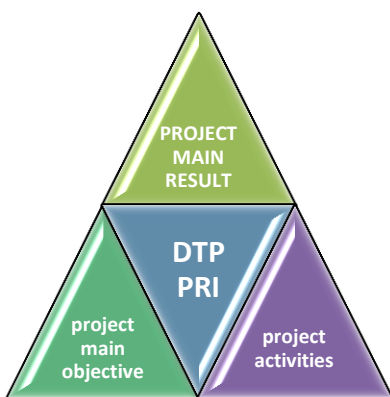 PROJECT
MAIN
RESULT
DTP
PRI
project
main
objective
project
activities